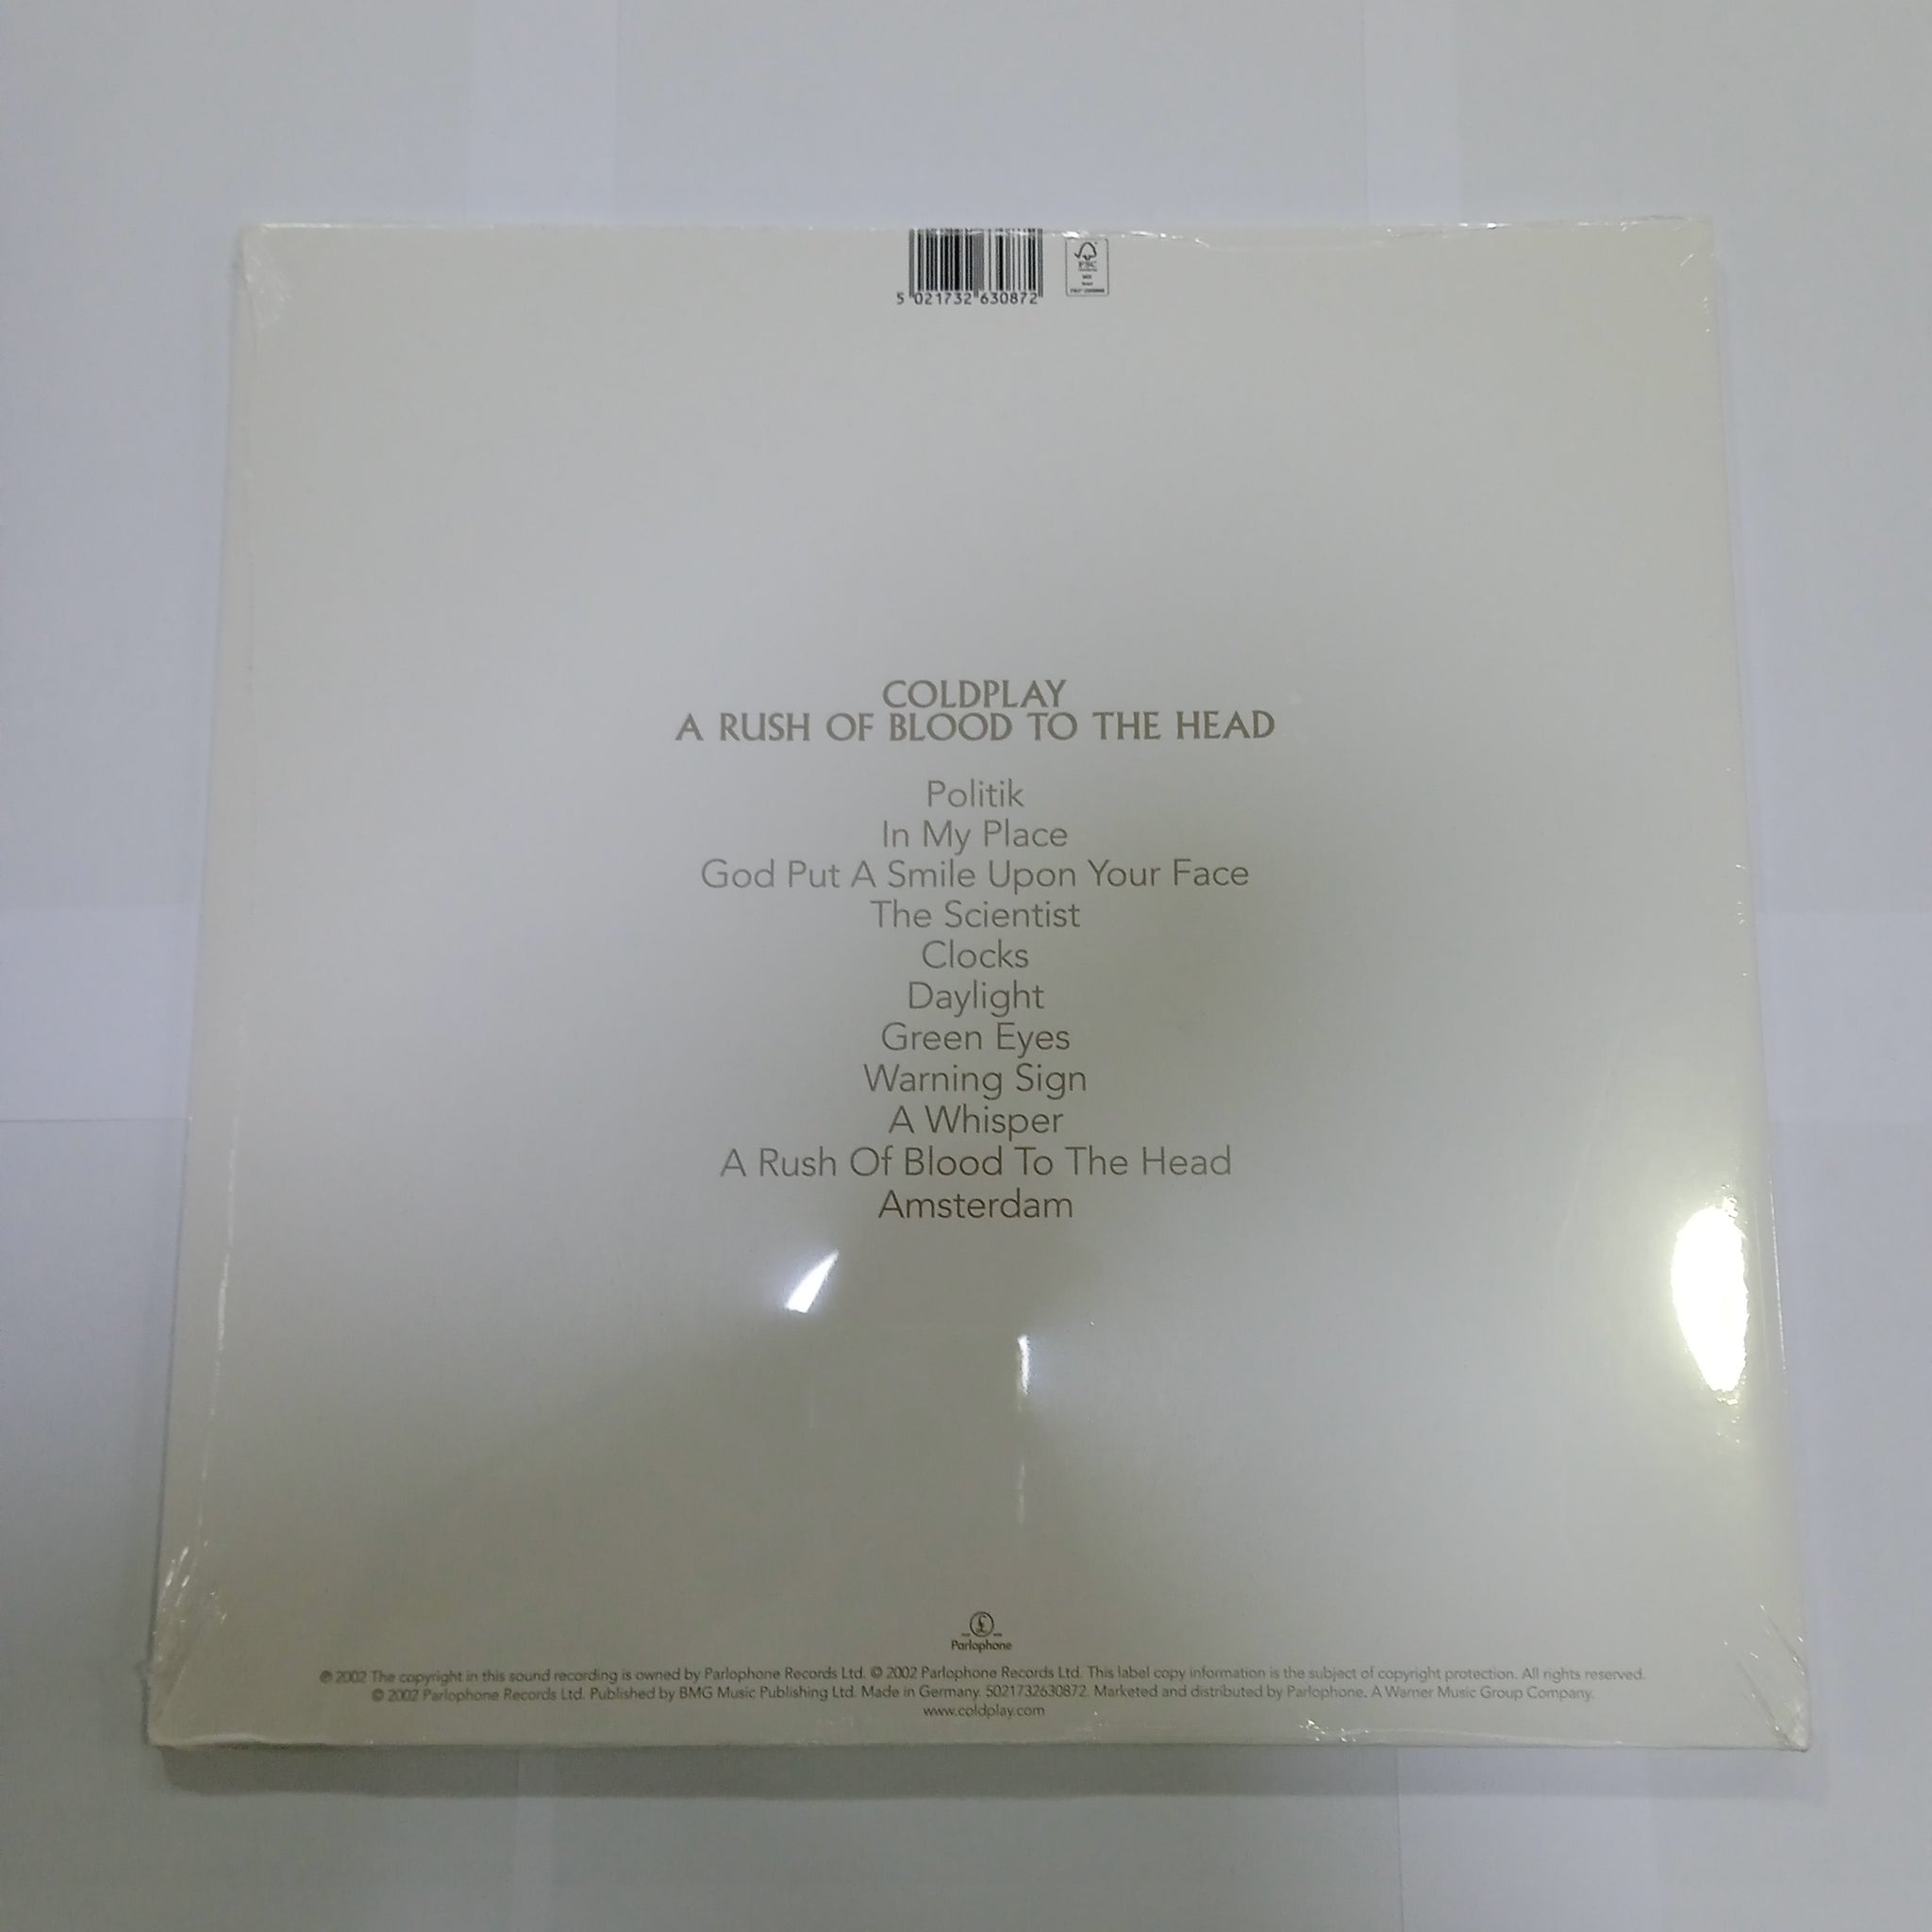 5 021732 630872
FSC
COLDPLAY
A RUSH OF BLOOD TO THE HEAD
Politik
In My Place
God Put A Smile Upon Your Face
The Scientist
Clocks
Daylight
Green Eyes
Warning Sign
A Whisper
A Rush Of Blood To The Head
Amsterdam
£
Parlophone
℗ 2002 The copyright in this sound recording is owned by Parlophone Records Ltd. © 2002 Parlophone Records Ltd. This label copy information is the subject of copyright protection. All rights reserved.
© 2002 Parlophone Records Ltd. Published by BMG Music Publishing Ltd. Made in Germany. 5021732630872. Marketed and distributed by Parlophone. A Warner Music Group Company.
www.coldplay.com